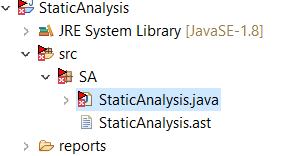 StaticAnalysis
JRE System Library [JavaSE-1.8]
src
SA
StaticAnalysis.java
StaticAnalysis.ast
reports